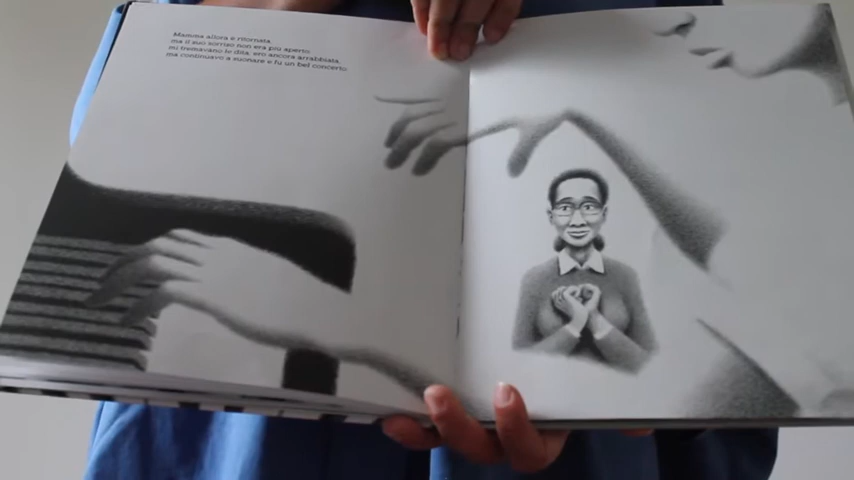 Mamma allora è ritornata,
ma il suo sorriso non era più aperto.
mi tremavano le dita, ero ancora arrabbiata,
ma continuavo a suonare e fu un bel concerto.